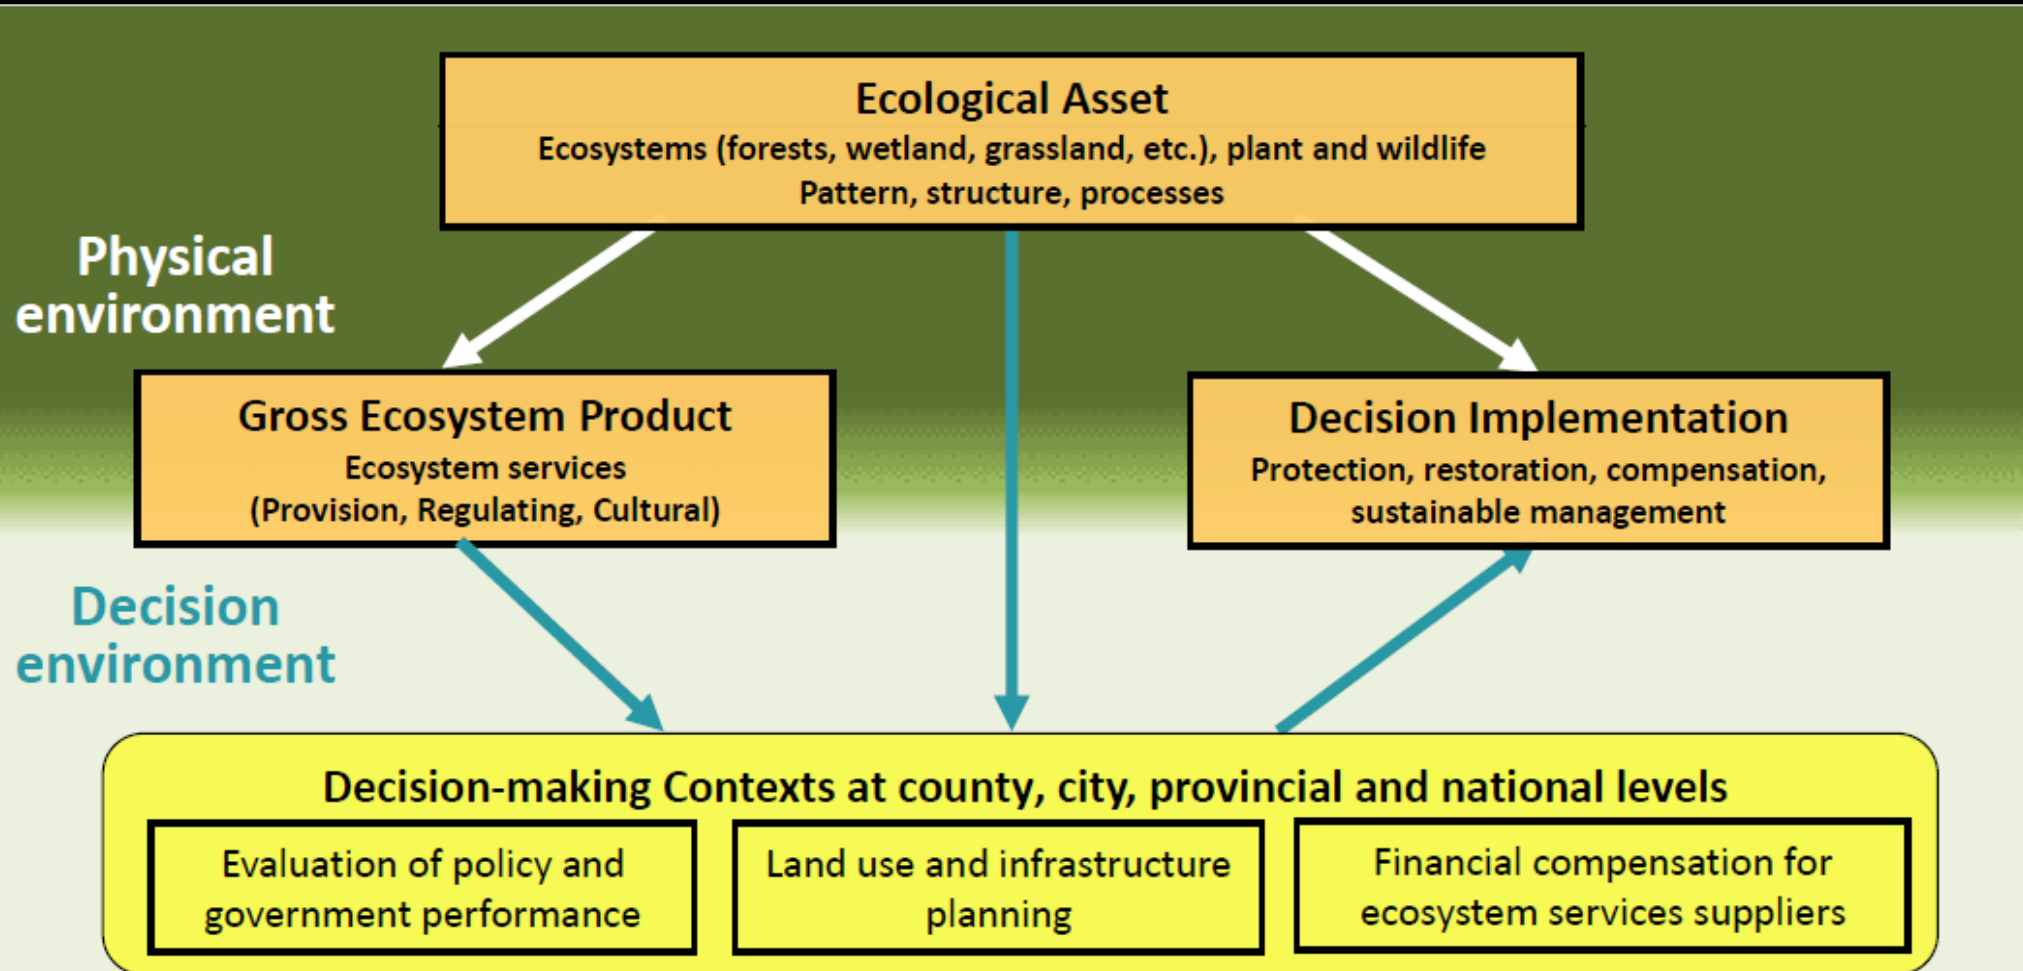 Ecological Asset
Ecosystems (forests, wetland, grassland, etc.), plant and wildlife
Pattern, structure, processes
Physical
environment
Gross Ecosystem Product
Ecosystem services
(Provision, Regulating, Cultural)
Decision Implementation
Protection, restoration, compensation,
sustainable management
Decision
environment
Decision-making Contexts at county, city, provincial and national levels
Evaluation of policy and
government performance
Land use and infrastructure
planning
Financial compensation for
ecosystem services suppliers